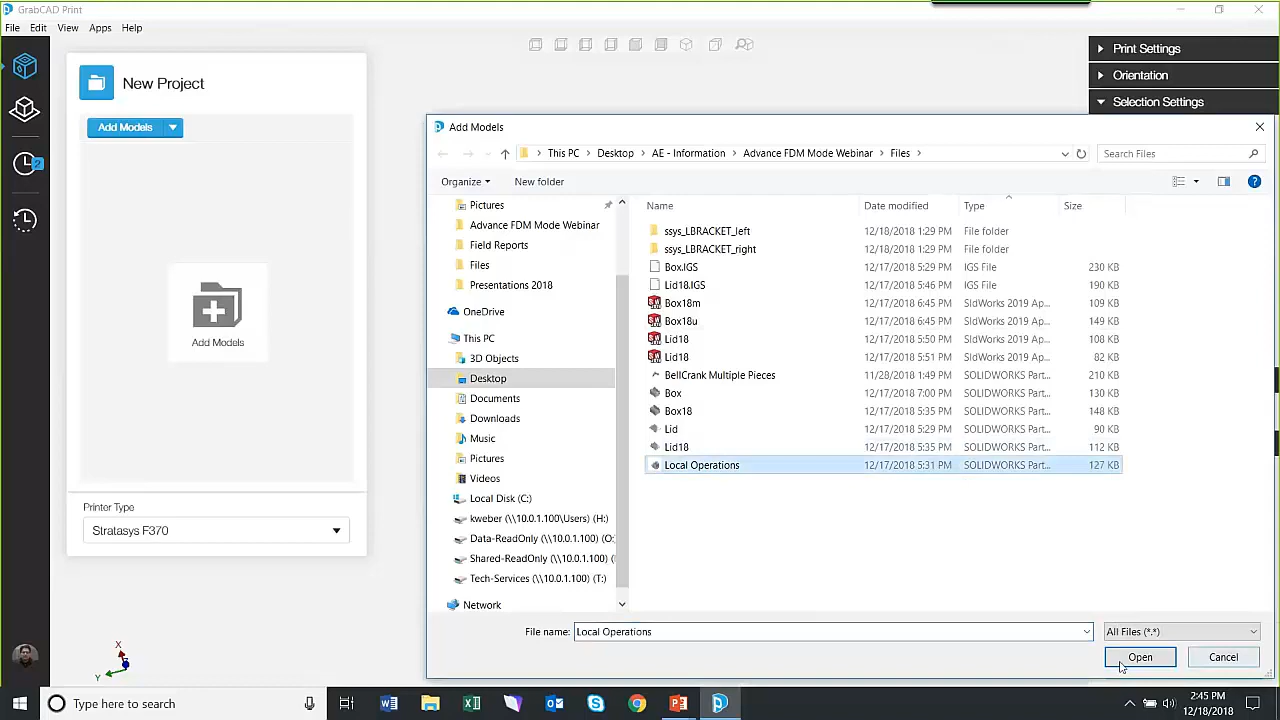 GrabCAD Print
File Edit View Apps Help
New Project
Add Models
Add Models
Printer Type
Stratasys F370
2
X
Y
Print Settings
Orientation
Selection Settings
Add Models
This PC > Desktop > AE - Information > Advance FDM Mode Webinar > Files >
Search Files
Organize
New folder
Pictures
Advance FDM Mode Webinar
Field Reports
Files
Presentations 2018
OneDrive
This PC
3D Objects
Desktop
Documents
Downloads
Music
Pictures
Videos
Local Disk (C:)
kweber (\\10.0.1.100\Users) (H:)
Data-ReadOnly (\\10.0.1.100) (O:
Shared-ReadOnly (\\10.0.1.100) (
Tech-Services (\\10.0.1.100) (T:)
Network
Name Date modified Type Size
ssys_LBRACKET_left 12/18/2018 1:29 PM File folder
ssys_LBRACKET_right 12/18/2018 1:29 PM File folder
Box.IGS 12/17/2018 5:29 PM IGS File 230 KB
Lid18.IGS 12/17/2018 5:46 PM IGS File 190 KB
Box18m 12/17/2018 6:45 PM SldWorks 2019 Ap... 109 KB
Box18u 12/17/2018 6:45 PM SldWorks 2019 Ap... 149 KB
Lid18 12/17/2018 5:50 PM SldWorks 2019 Ap... 108 KB
Lid18 12/17/2018 5:51 PM SldWorks 2019 Ap... 82 KB
BellCrank Multiple Pieces 11/28/2018 1:49 PM SOLIDWORKS Part... 210 KB
Box 12/17/2018 7:00 PM SOLIDWORKS Part... 130 KB
Box18 12/17/2018 5:35 PM SOLIDWORKS Part... 148 KB
Lid 12/17/2018 5:29 PM SOLIDWORKS Part... 90 KB
Lid18 12/17/2018 5:35 PM SOLIDWORKS Part... 112 KB
Local Operations 12/17/2018 5:31 PM SOLIDWORKS Part... 127 KB
File name: Local Operations
All Files (*.*)
Open
Cancel
Type here to search
2:45 PM
12/18/2018